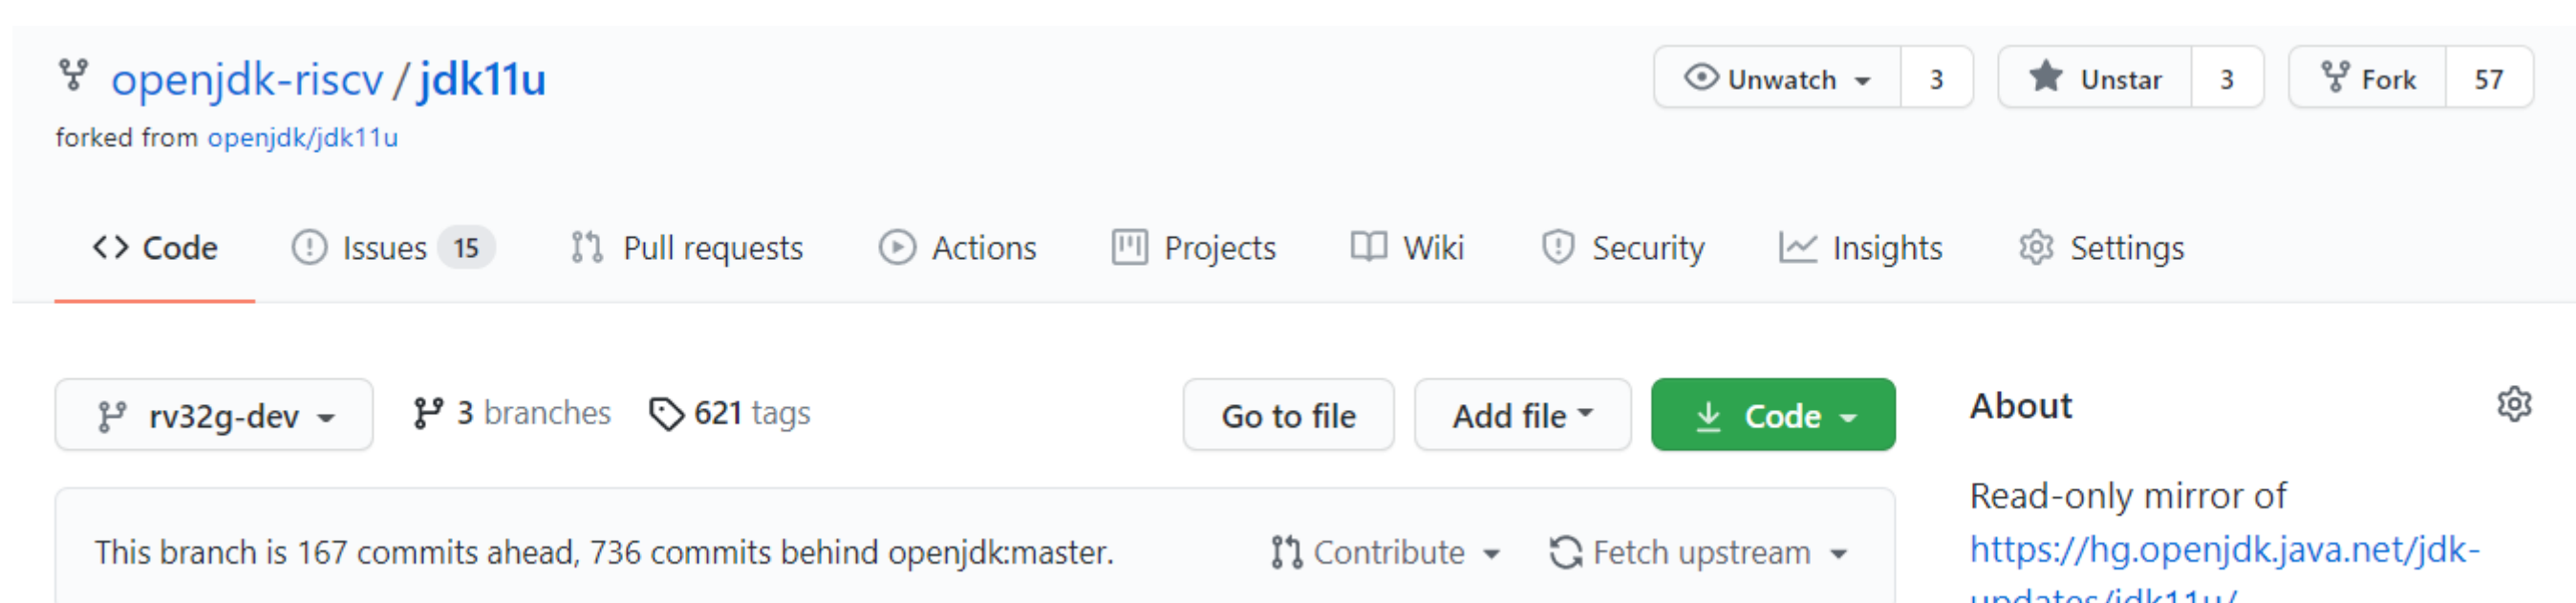 openjdk-riscv / jdk11u
Unwatch 3
Unstar 3
Fork 57
forked from openjdk/jdk11u
Code
Issues 15
Pull requests
Actions
Projects
Wiki
Security
Insights
Settings
rv32g-dev
3 branches
621 tags
Go to file
Add file
Code
This branch is 167 commits ahead, 736 commits behind openjdk:master.
Contribute
Fetch upstream
About
Read-only mirror of
https://hg.openjdk.java.net/jdk-
updates/jdk11u/